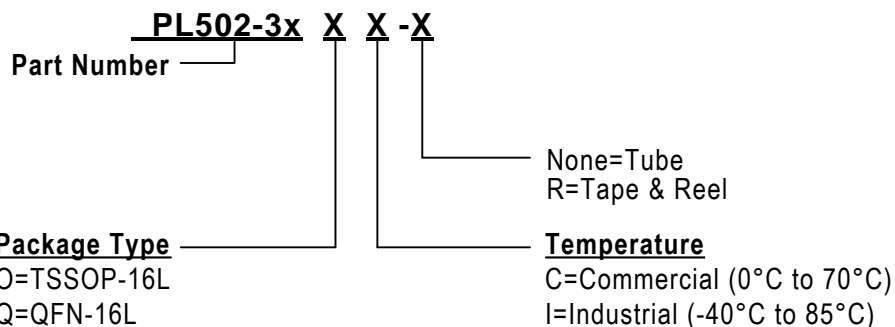 PL502-3x X X -X
Part Number
None=Tube
R=Tape & Reel
Package Type
O=TSSOP-16L
Q=QFN-16L
Temperature
C=Commercial (0°C to 70°C)
I=Industrial (-40°C to 85°C)